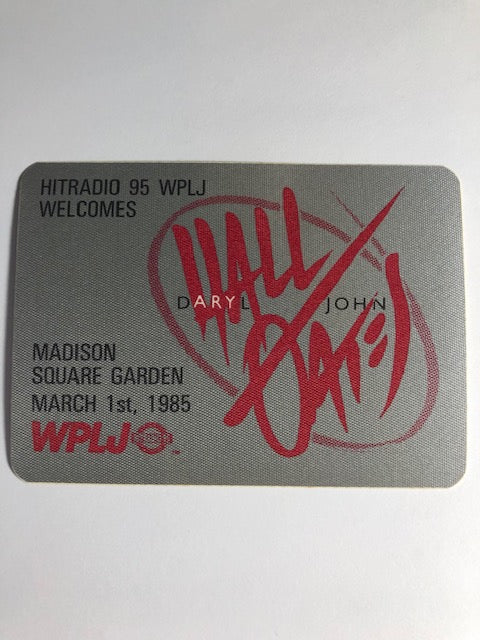 HITRADIO 95 WPLJ
WELCOMES
HALL
DARYL JOHN
OATES
MADISON
SQUARE GARDEN
MARCH 1st, 1985
WPLJ